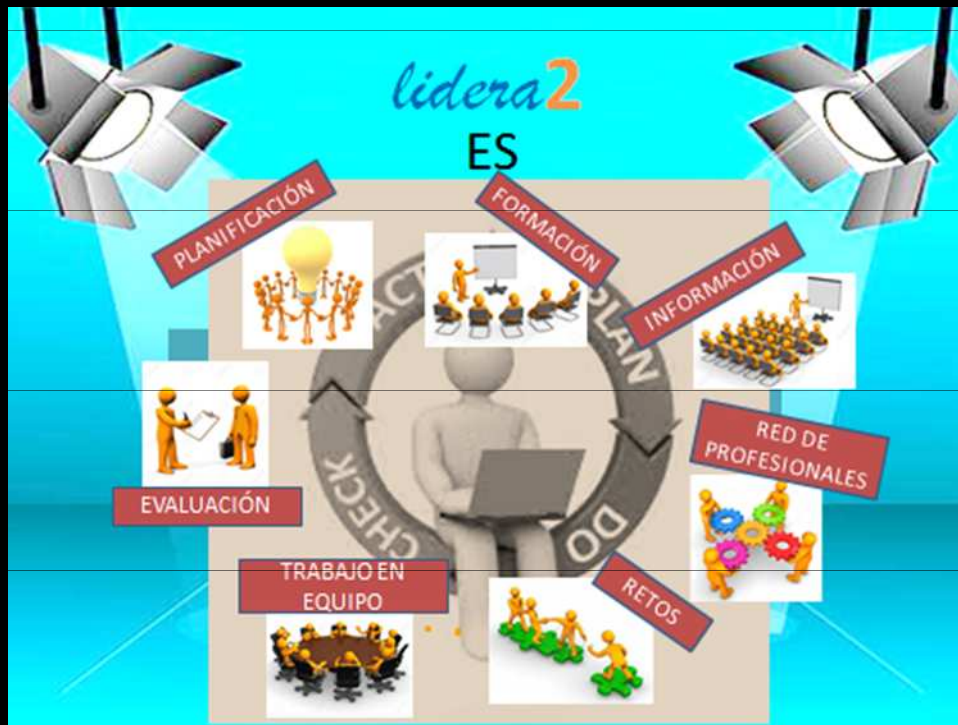 lidera2
ES
PLANIFICACIÓN
FORMACIÓN
INFORMACIÓN
RED DE
PROFESIONALES
RETOS
TRABAJO EN
EQUIPO
EVALUACIÓN
ACT
PLAN
DO
CHECK